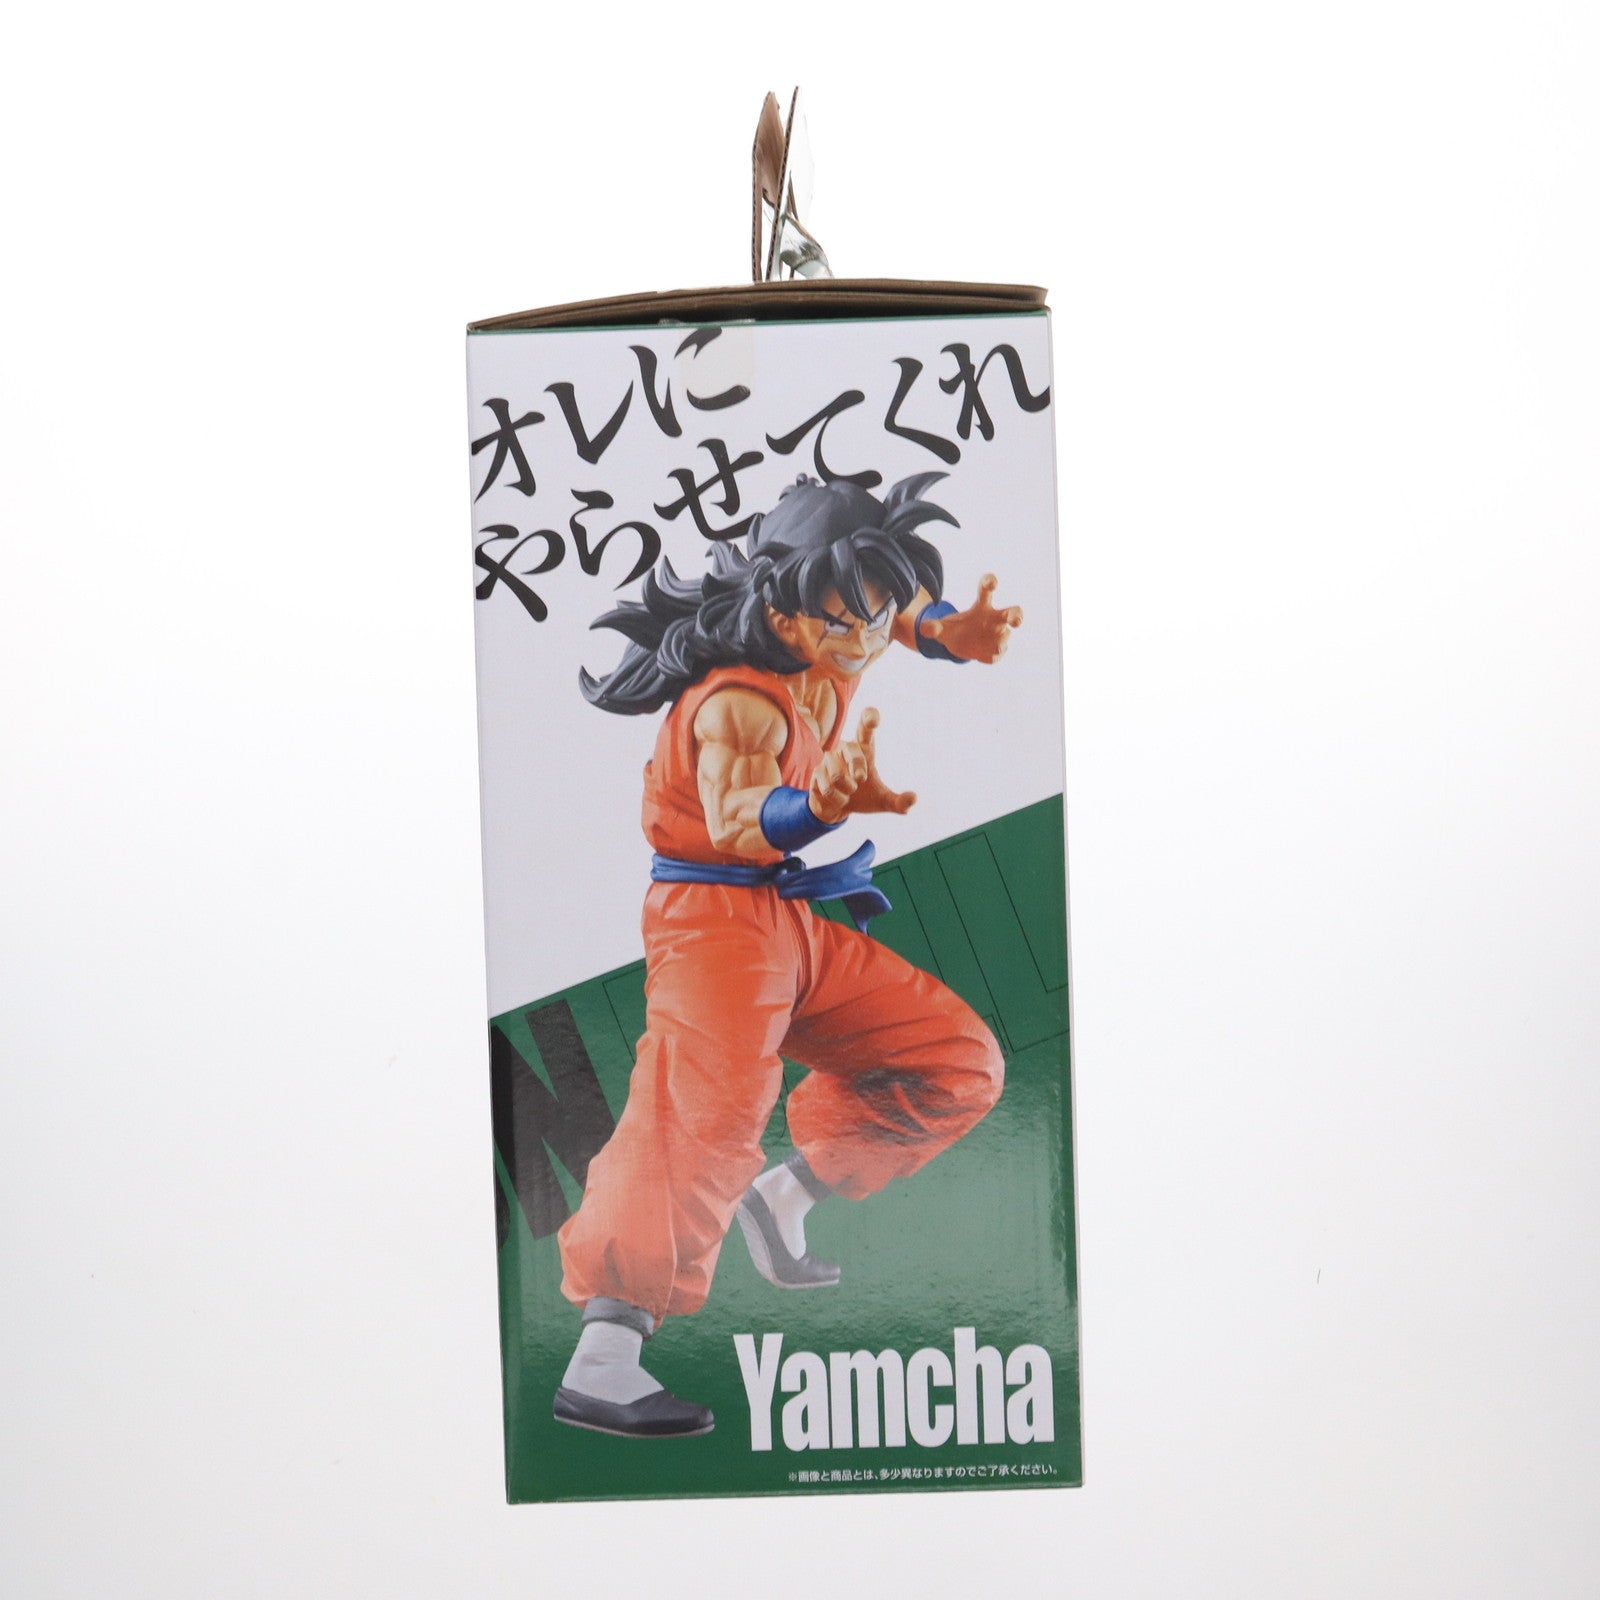 オレに
やらせてくれ
N
Yamcha
※画像と商品とは、多少異なりますのでご了承ください。